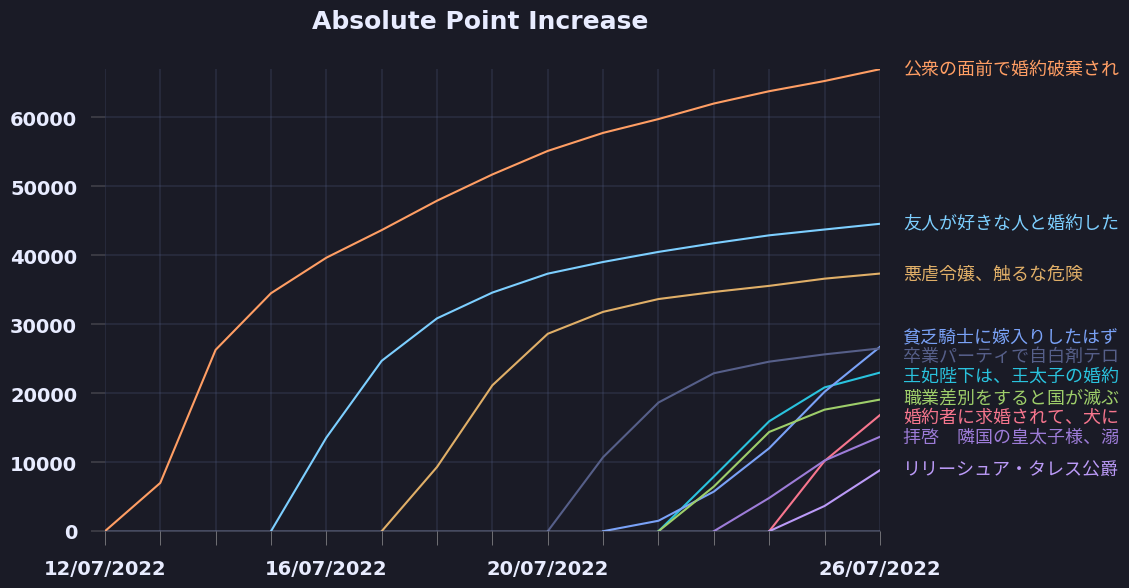 Absolute Point Increase
公衆の面前で婚約破棄され
60000
50000
友人が好きな人と婚約した
40000
悪虐令嬢、触るな危険
30000
貧乏騎士に嫁入りしたはず
卒業パーティで自白剤テロ
王妃陛下は、王太子の婚約
20000
職業差別をすると国が滅ぶ
婚約者に求婚されて、犬に
拝啓　隣国の皇太子様、溺
10000
リリーシュア・タレス公爵
0
12/07/2022 16/07/2022 20/07/2022 26/07/2022